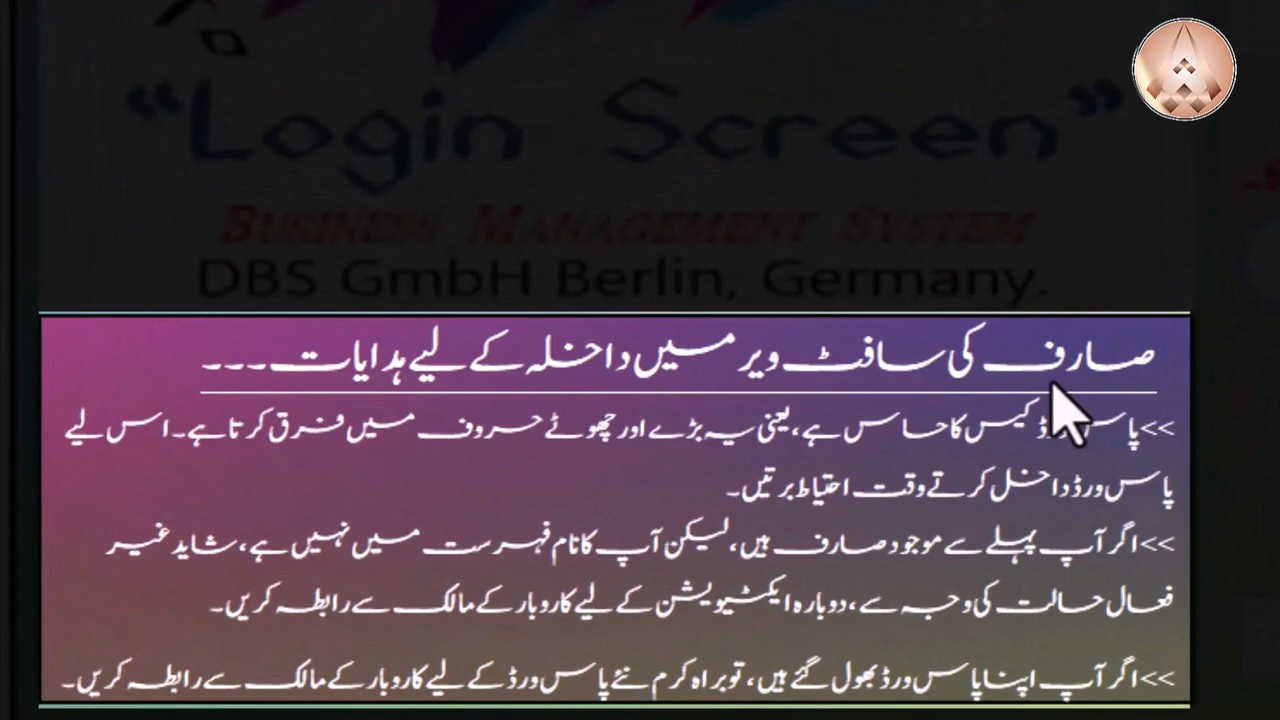 “Login Screen”
BUSINESS MANAGEMENT SYSTEM
DBS GmbH Berlin, Germany.
صارف کی سافٹ ویر میں داخلہ کے لیے ہدایات۔۔۔
>>پاس ورڈ کیس کا حساس ہے، یعنی یہ بڑے اور چھوٹے حروف میں فرق کرتا ہے۔ اس لیے
پاس ورڈ داخل کرتے وقت احتیاط برتیں۔
>>اگر آپ پہلے سے موجود صارف ہیں، لیکن آپ کا نام فہرست میں نہیں ہے، شاید غیر
فعال حالت کی وجہ سے، دوبارہ ایکٹیویشن کے لیے کاروبار کے مالک سے رابطہ کریں۔
>>اگر آپ اپنا پاس ورڈ بھول گئے ہیں، تو براہ کرم نئے پاس ورڈ کے لیے کاروبار کے مالک سے رابطہ کریں۔